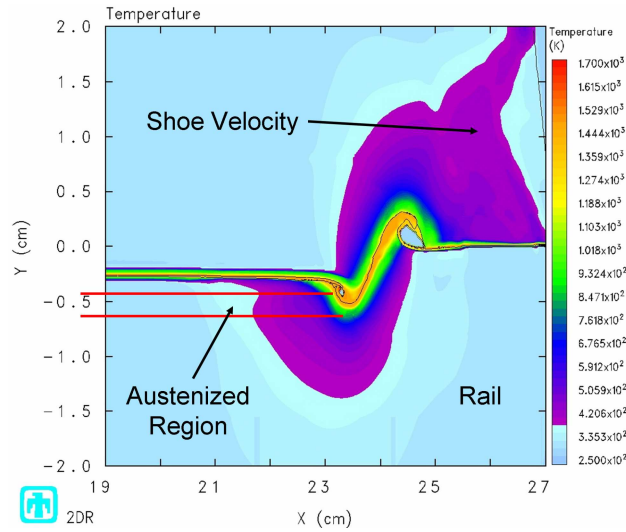 Temperature
2.0
1.5
1.0
0.5
0.0
-0.5
-1.0
-1.5
-2.0
Y (cm)
19
21
23
25
27
X (cm)
2DR
Shoe Velocity
Austenized
Region
Rail
Temperature
(K)
1.700x10³
1.615x10³
1.529x10³
1.444x10³
1.359x10³
1.274x10³
1.188x10³
1.103x10³
1.018x10³
9.324x10²
8.471x10²
7.618x10²
6.765x10²
5.912x10²
5.059x10²
4.206x10²
3.353x10²
2.500x10²